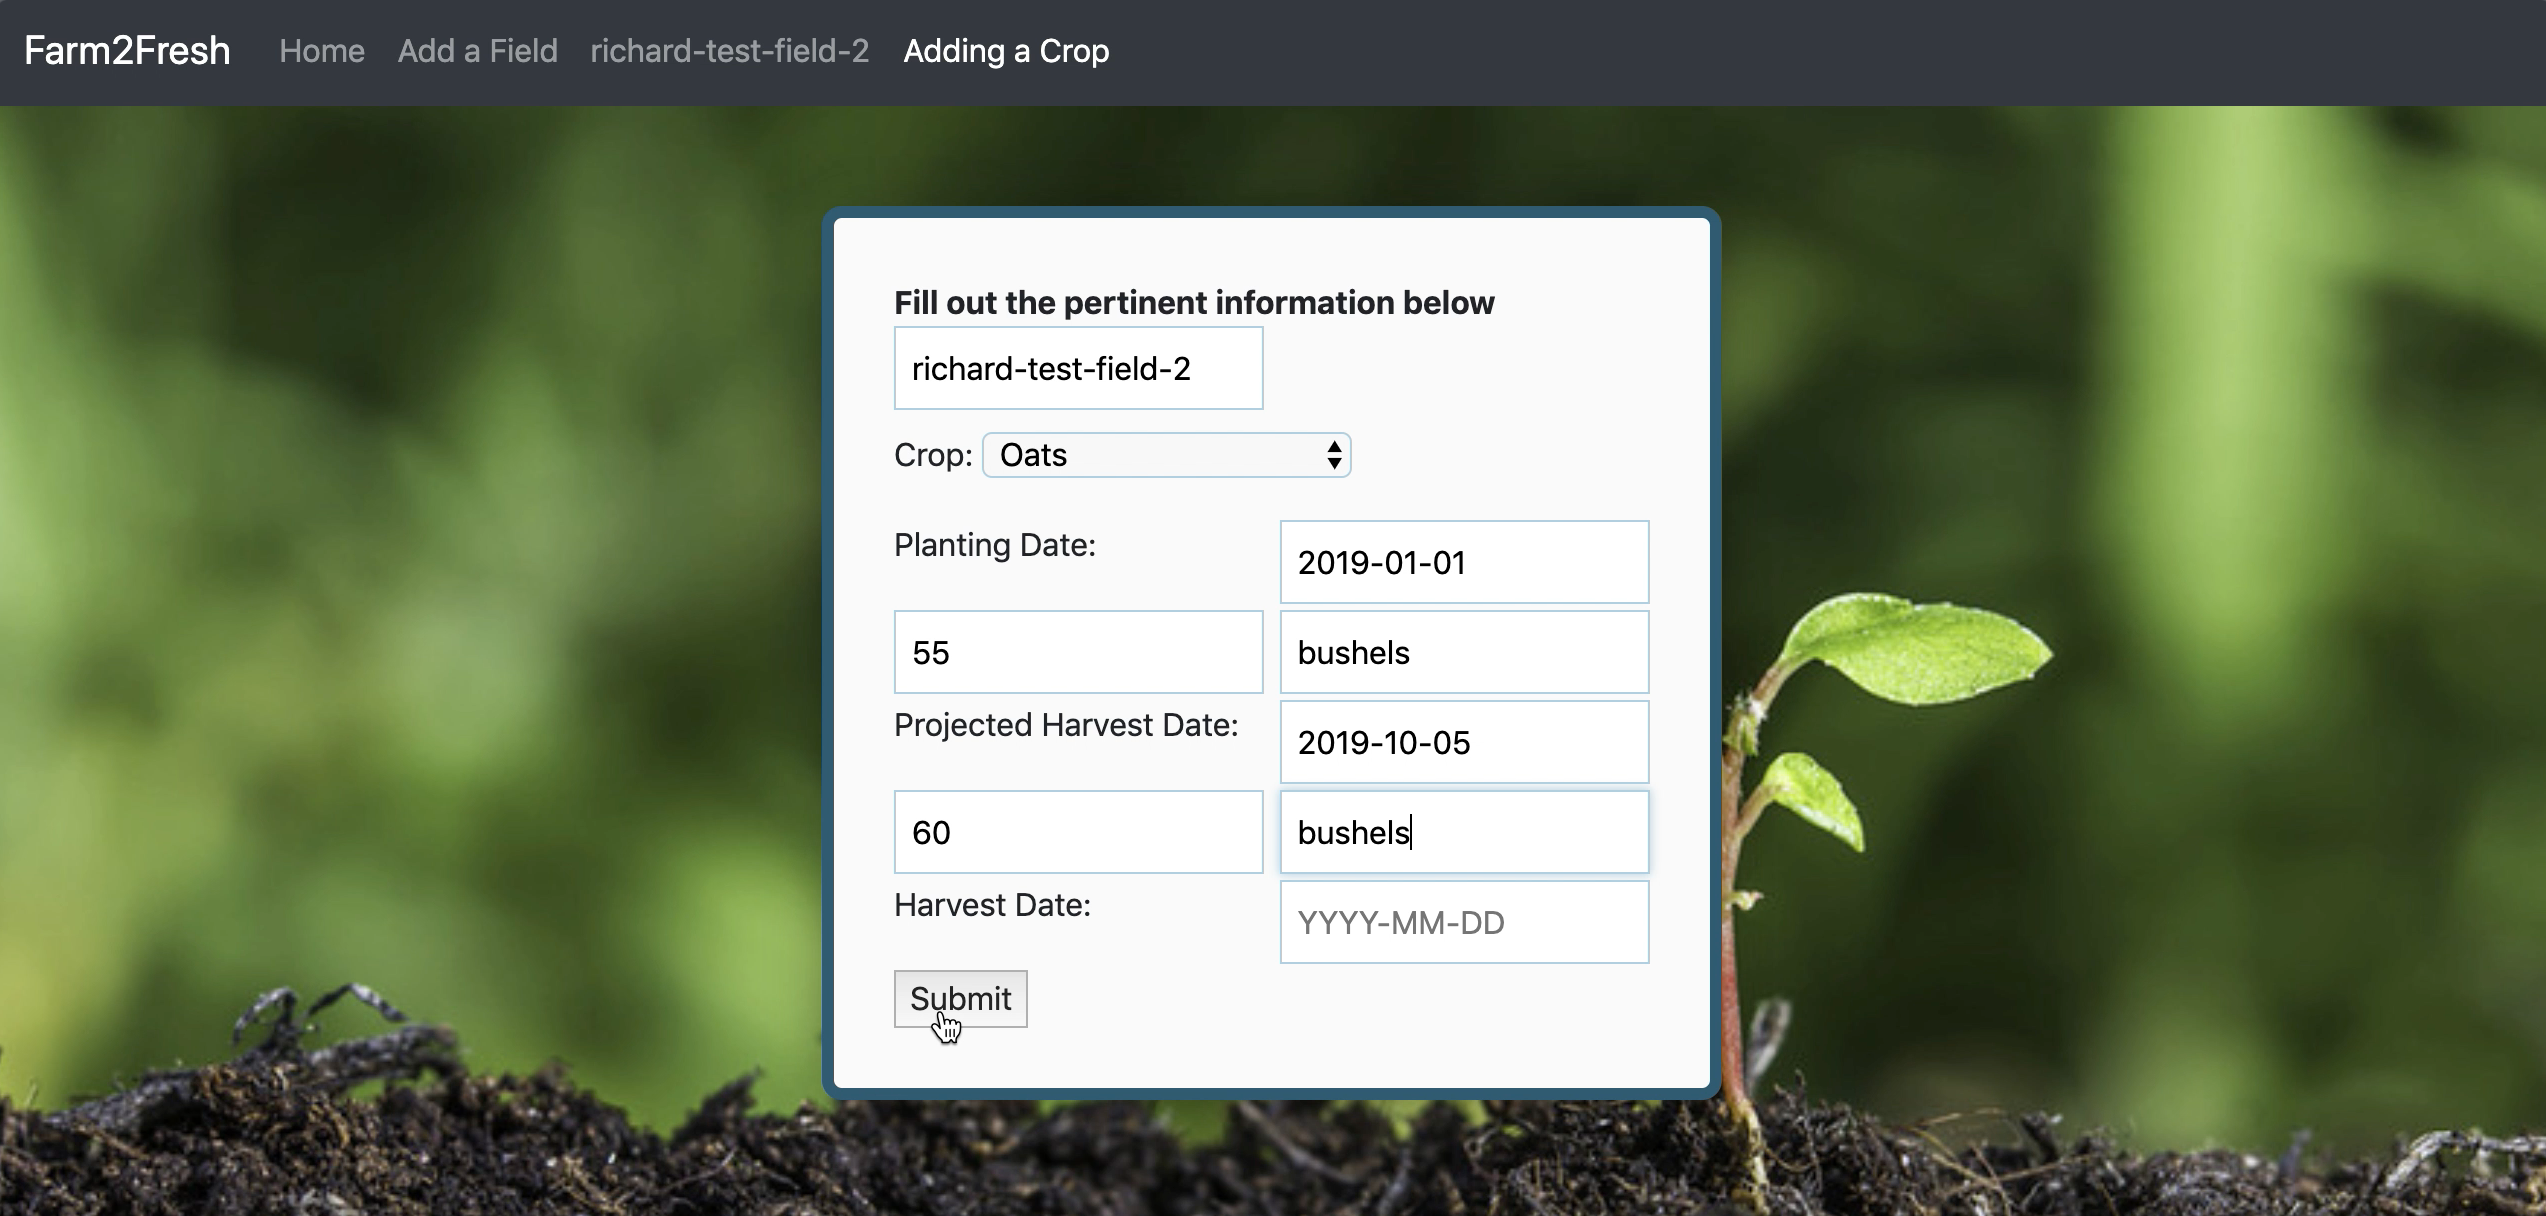 Farm2Fresh Home Add a Field richard-test-field-2 Adding a Crop
Fill out the pertinent information below
richard-test-field-2
Crop: Oats
Planting Date: 2019-01-01
55 bushels
Projected Harvest Date: 2019-10-05
60 bushels
Harvest Date: YYYY-MM-DD
Submit